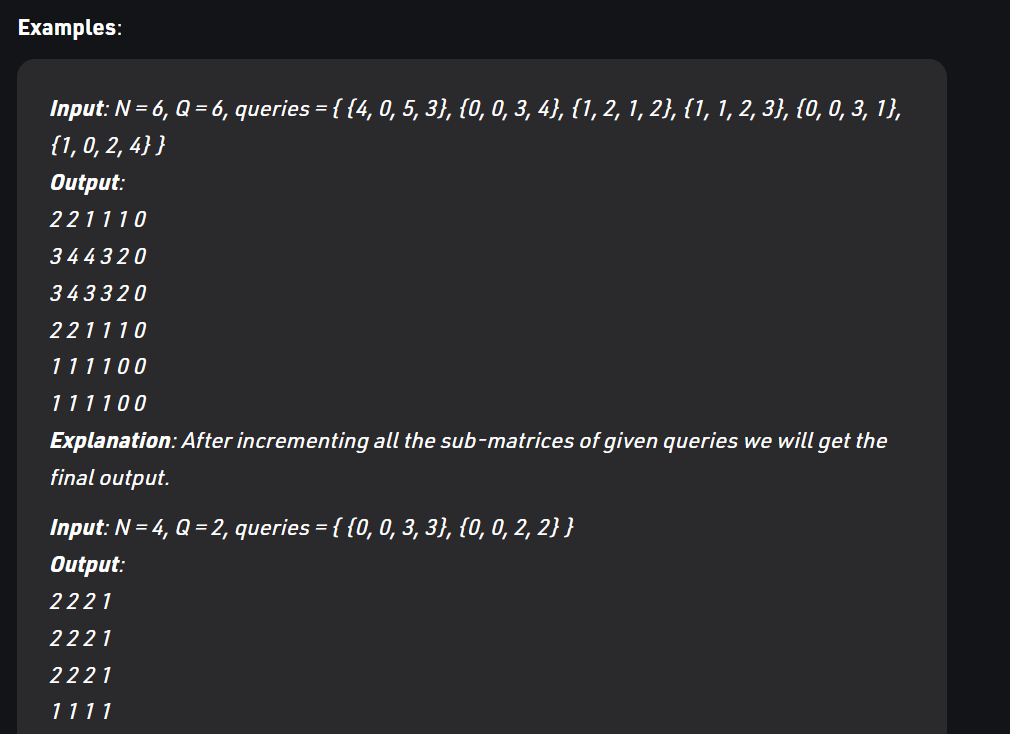 Examples:
Input: N = 6, Q = 6, queries = { {4, 0, 5, 3}, {0, 0, 3, 4}, {1, 2, 1, 2}, {1, 1, 2, 3}, {0, 0, 3, 1},
{1, 0, 2, 4} }
Output:
2 2 1 1 1 0
3 4 4 3 2 0
3 4 3 3 2 0
2 2 1 1 1 0
1 1 1 1 0 0
1 1 1 1 0 0
Explanation: After incrementing all the sub-matrices of given queries we will get the
final output.
Input: N = 4, Q = 2, queries = { {0, 0, 3, 3}, {0, 0, 2, 2} }
Output:
2 2 2 1
2 2 2 1
2 2 2 1
1 1 1 1